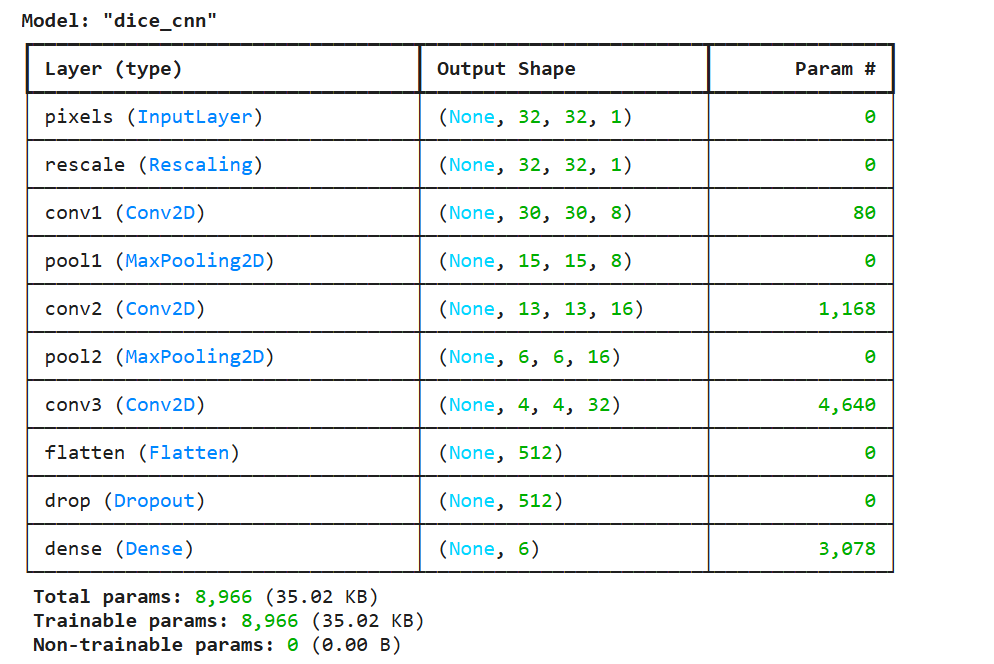 Model: "dice_cnn"
Layer (type) Output Shape Param #
pixels (InputLayer) (None, 32, 32, 1) 0
rescale (Rescaling) (None, 32, 32, 1) 0
conv1 (Conv2D) (None, 30, 30, 8) 80
pool1 (MaxPooling2D) (None, 15, 15, 8) 0
conv2 (Conv2D) (None, 13, 13, 16) 1,168
pool2 (MaxPooling2D) (None, 6, 6, 16) 0
conv3 (Conv2D) (None, 4, 4, 32) 4,640
flatten (Flatten) (None, 512) 0
drop (Dropout) (None, 512) 0
dense (Dense) (None, 6) 3,078
Total params: 8,966 (35.02 KB)
Trainable params: 8,966 (35.02 KB)
Non-trainable params: 0 (0.00 B)